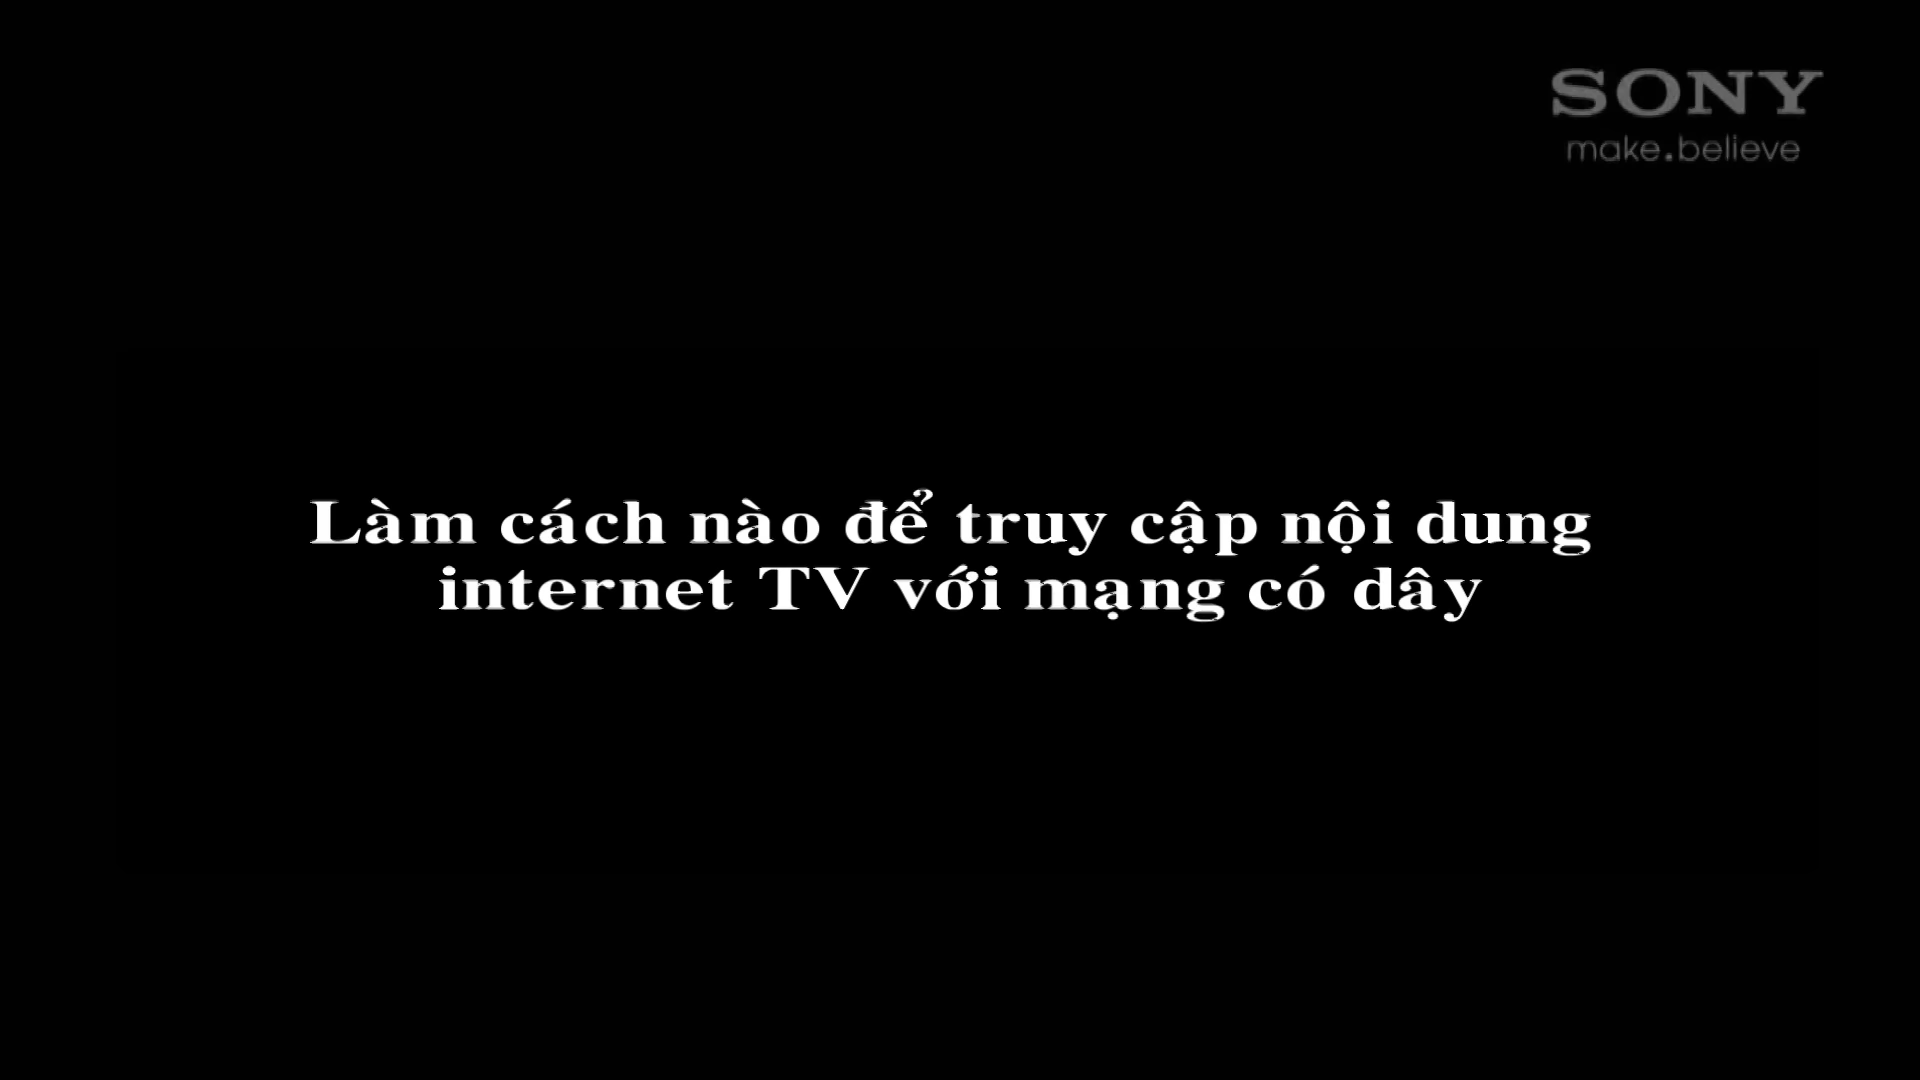 SONY
make.believe
Làm cách nào để truy cập nội dung
internet TV với mạng có dây